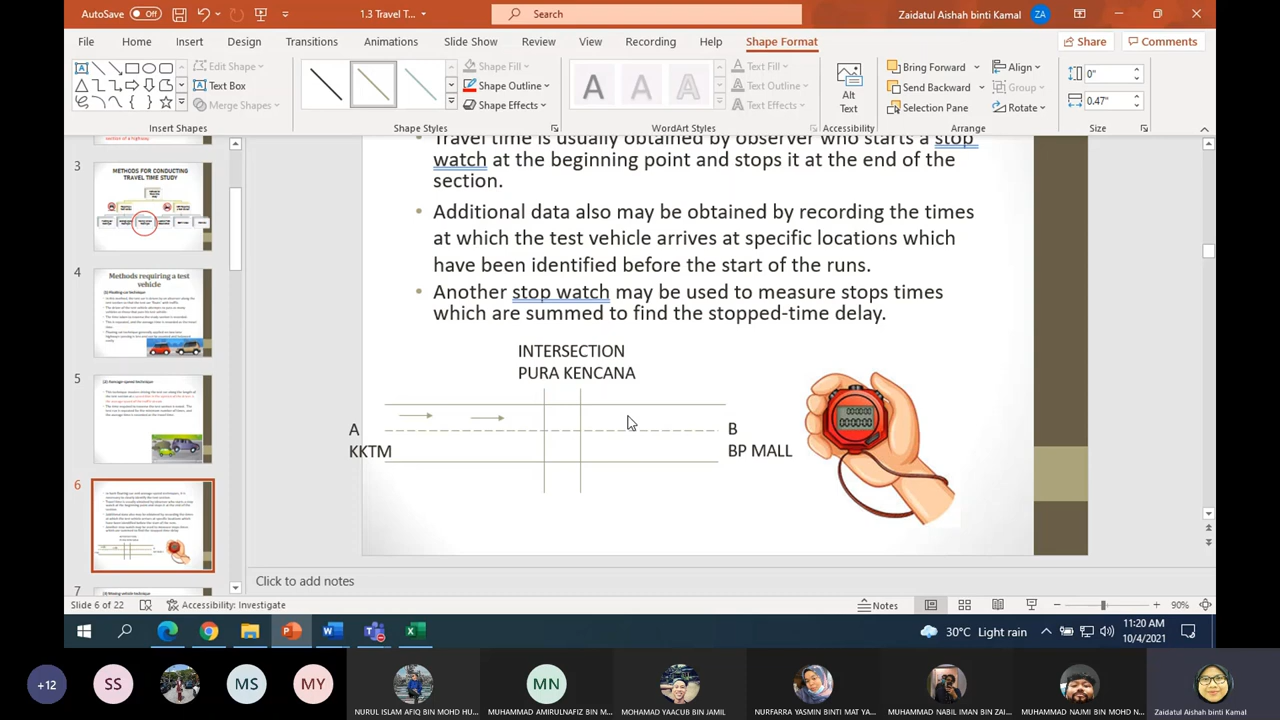 AutoSave
Off
1.3 Travel T...
Search
Zaidatul Aishah binti Kamal
ZA
File
Home
Insert
Design
Transitions
Animations
Slide Show
Review
View
Recording
Help
Shape Format
Share
Comments
Edit Shape
Text Box
Merge Shapes
Insert Shapes
Shape Fill
Shape Outline
Shape Effects
Shape Styles
A
A
A
Text Fill
Text Outline
Text Effects
WordArt Styles
Alt
Text
Accessibility
Bring Forward
Send Backward
Selection Pane
Align
Group
Rotate
Arrange
0"
0.47"
Size
section of a highway.
3
METHODS FOR CONDUCTING
TRAVEL TIME STUDY
4
Methods requiring a test
vehicle
5
6
7
• Travel time is usually obtained by observer who starts a stop
watch at the beginning point and stops it at the end of the
section.
• Additional data also may be obtained by recording the times
at which the test vehicle arrives at specific locations which
have been identified before the start of the runs.
• Another stop watch may be used to measure stops times
which are summed to find the stopped-time delay.
INTERSECTION
PURA KENCANA
A
KKTM
B
BP MALL
Click to add notes
Slide 6 of 22
Accessibility: Investigate
Notes
90%
30°C Light rain
11:20 AM
10/4/2021
+12
SS
MS
MY
MN
NURUL ISLAM AFIQ BIN MOHD HU...
MUHAMMAD AMIRULNAFIZ BIN M...
MOHAMAD YAACUB BIN JAMIL
NURFARRA YASMIN BINTI MAT YA...
MUHAMMAD NABIL IMAN BIN ZAI...
MUHAMMAD NAJMI BIN MOHD N...
Zaidatul Aishah binti Kamal